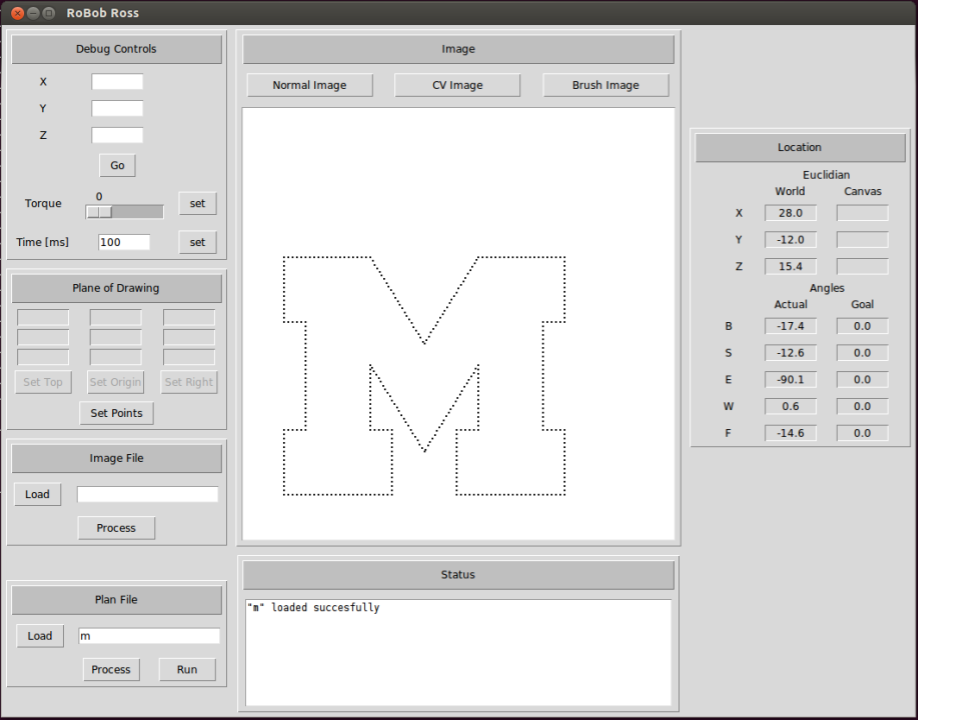 RoBob Ross
Debug Controls
X
Y
Z
Go
Torque 0 set
Time [ms] 100 set
Plane of Drawing
Set Top Set Origin Set Right
Set Points
Image File
Load
Process
Plan File
Load m
Process Run
Image
Normal Image CV Image Brush Image
M
Status
"m" loaded succesfully
Location
Euclidian
World Canvas
X 28.0
Y -12.0
Z 15.4
Angles
Actual Goal
B -17.4 0.0
S -12.6 0.0
E -90.1 0.0
W 0.6 0.0
F -14.6 0.0